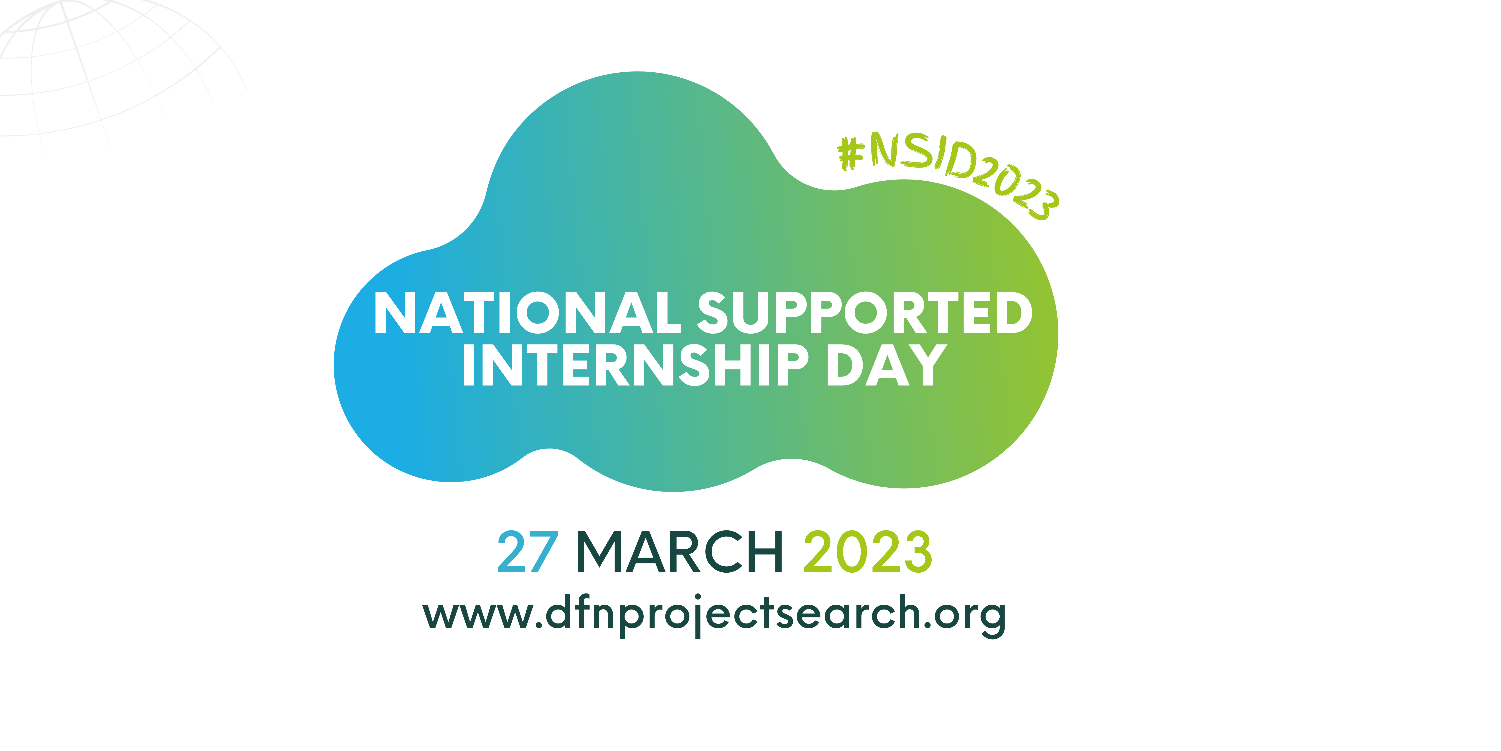 #NSID2023
NATIONAL SUPPORTED
INTERNSHIP DAY
27 MARCH 2023
www.dfnprojectsearch.org